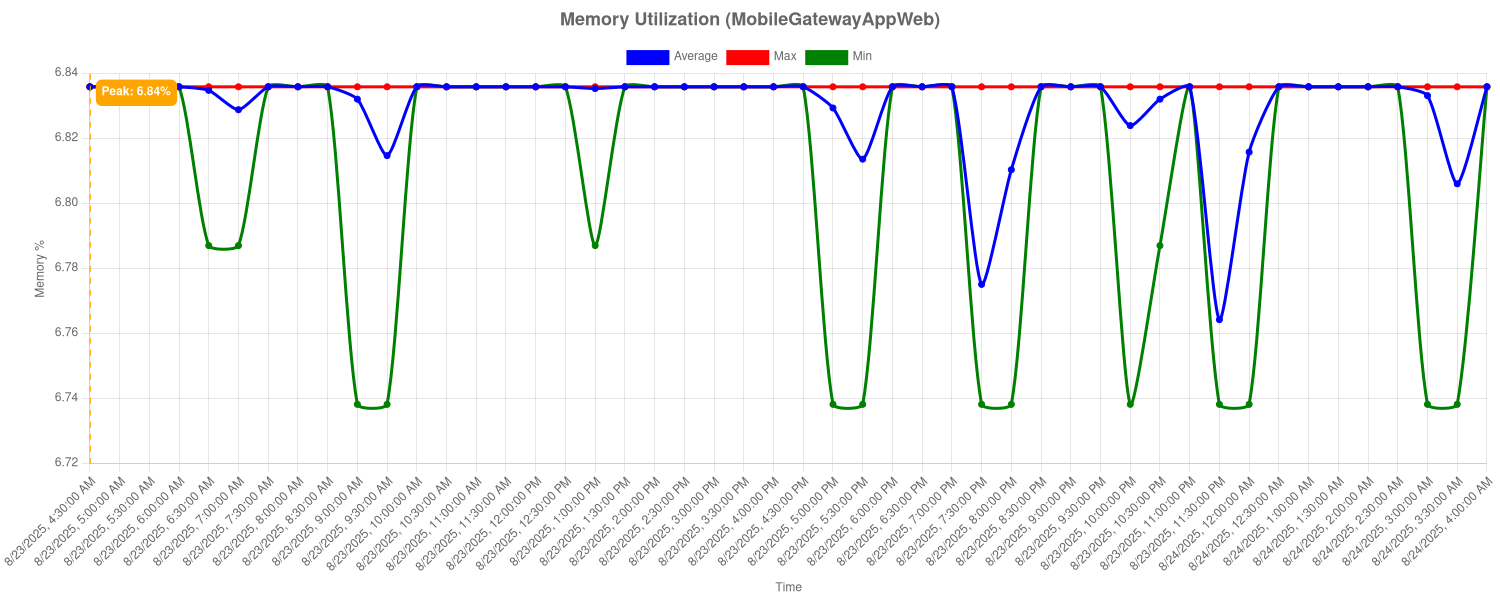 Memory Utilization (MobileGatewayAppWeb)
Average Max Min
6.84
Peak: 6.84%
6.82
6.80
6.78
6.76
6.74
6.72
Memory %
8/23/2025, 4:30:00 AM
8/23/2025, 5:00:00 AM
8/23/2025, 5:30:00 AM
8/23/2025, 6:00:00 AM
8/23/2025, 6:30:00 AM
8/23/2025, 7:00:00 AM
8/23/2025, 7:30:00 AM
8/23/2025, 8:00:00 AM
8/23/2025, 8:30:00 AM
8/23/2025, 9:00:00 AM
8/23/2025, 9:30:00 AM
8/23/2025, 10:00:00 AM
8/23/2025, 10:30:00 AM
8/23/2025, 11:00:00 AM
8/23/2025, 11:30:00 AM
8/23/2025, 12:00:00 PM
8/23/2025, 12:30:00 PM
8/23/2025, 1:00:00 PM
8/23/2025, 1:30:00 PM
8/23/2025, 2:00:00 PM
8/23/2025, 2:30:00 PM
8/23/2025, 3:00:00 PM
8/23/2025, 3:30:00 PM
8/23/2025, 4:00:00 PM
8/23/2025, 4:30:00 PM
8/23/2025, 5:00:00 PM
8/23/2025, 5:30:00 PM
8/23/2025, 6:00:00 PM
8/23/2025, 6:30:00 PM
8/23/2025, 7:00:00 PM
8/23/2025, 7:30:00 PM
8/23/2025, 8:00:00 PM
8/23/2025, 8:30:00 PM
8/23/2025, 9:00:00 PM
8/23/2025, 9:30:00 PM
8/23/2025, 10:00:00 PM
8/23/2025, 10:30:00 PM
8/23/2025, 11:00:00 PM
8/23/2025, 11:30:00 PM
8/24/2025, 12:00:00 AM
8/24/2025, 12:30:00 AM
8/24/2025, 1:00:00 AM
8/24/2025, 1:30:00 AM
8/24/2025, 2:00:00 AM
8/24/2025, 2:30:00 AM
8/24/2025, 3:00:00 AM
8/24/2025, 3:30:00 AM
8/24/2025, 4:00:00 AM
Time